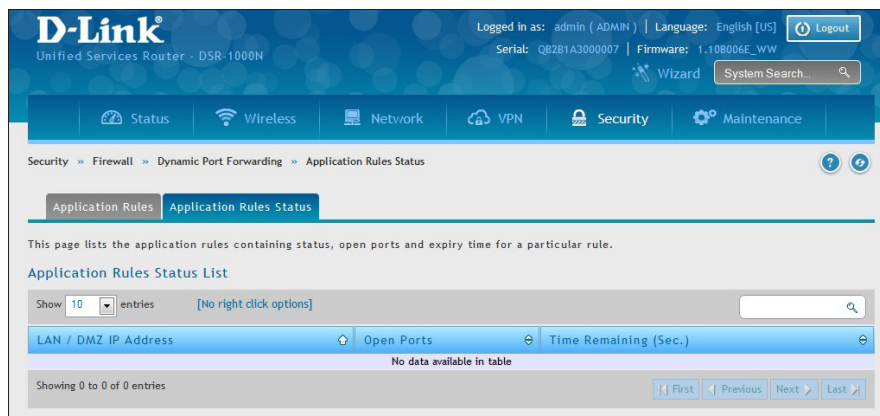 D-Link®
Unified Services Router - DSR-1000N
Logged in as: admin ( ADMIN ) | Language: English [US]
Logout
Serial: QB2B1A3000007 | Firmware: 1.10B006E_WW
Wizard
System Search...
Status
Wireless
Network
VPN
Security
Maintenance
Security » Firewall » Dynamic Port Forwarding » Application Rules Status
?
Application Rules
Application Rules Status
This page lists the application rules containing status, open ports and expiry time for a particular rule.
Application Rules Status List
Show 10 entries [No right click options]
LAN / DMZ IP Address Open Ports Time Remaining (Sec.)
No data available in table
Showing 0 to 0 of 0 entries
First Previous Next Last